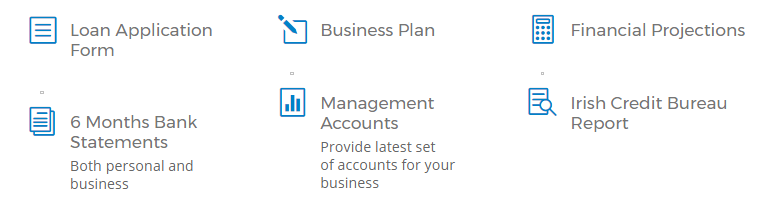 Loan Application
Form
Business Plan
Financial Projections
6 Months Bank
Statements
Both personal and
business
Management
Accounts
Provide latest set
of accounts for your
business
Irish Credit Bureau
Report